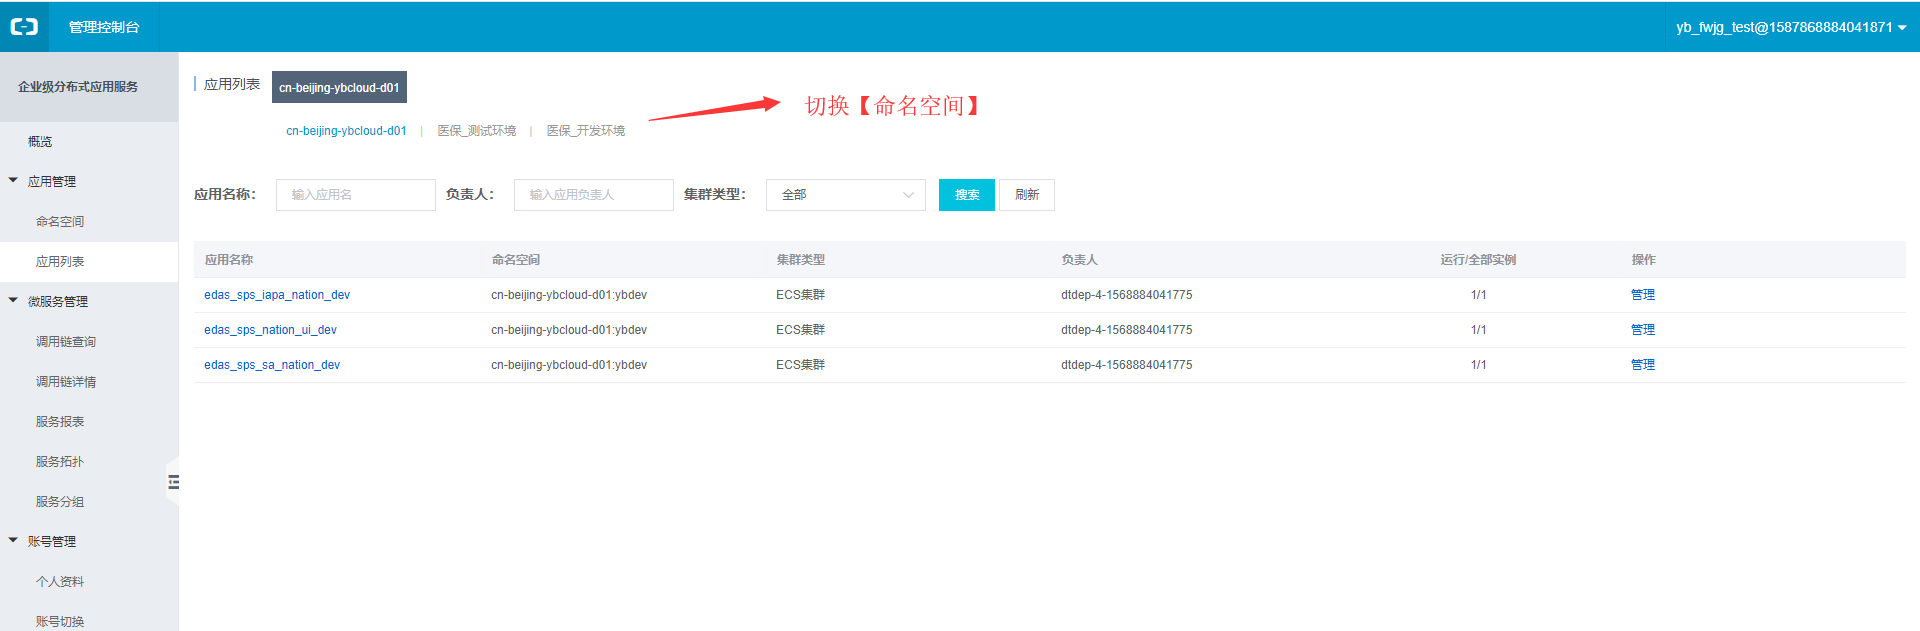 管理控制台
yb_fwjg_test@1587868884041871
企业级分布式应用服务
概览
应用管理
命名空间
应用列表
微服务管理
调用链查询
调用链详情
服务报表
服务拓扑
服务分组
账号管理
个人资料
账号切换
应用列表 cn-beijing-ybcloud-d01
切换【命名空间】
cn-beijing-ybcloud-d01 | 医保_测试环境 | 医保_开发环境
应用名称： 输入应用名 负责人： 输入应用负责人 集群类型： 全部 搜索 刷新
应用名称 命名空间 集群类型 负责人 运行/全部实例 操作
edas_sps_iapa_nation_dev cn-beijing-ybcloud-d01:ybdev ECS集群 dtdep-4-1568884041775 1/1 管理
edas_sps_nation_ui_dev cn-beijing-ybcloud-d01:ybdev ECS集群 dtdep-4-1568884041775 1/1 管理
edas_sps_sa_nation_dev cn-beijing-ybcloud-d01:ybdev ECS集群 dtdep-4-1568884041775 1/1 管理